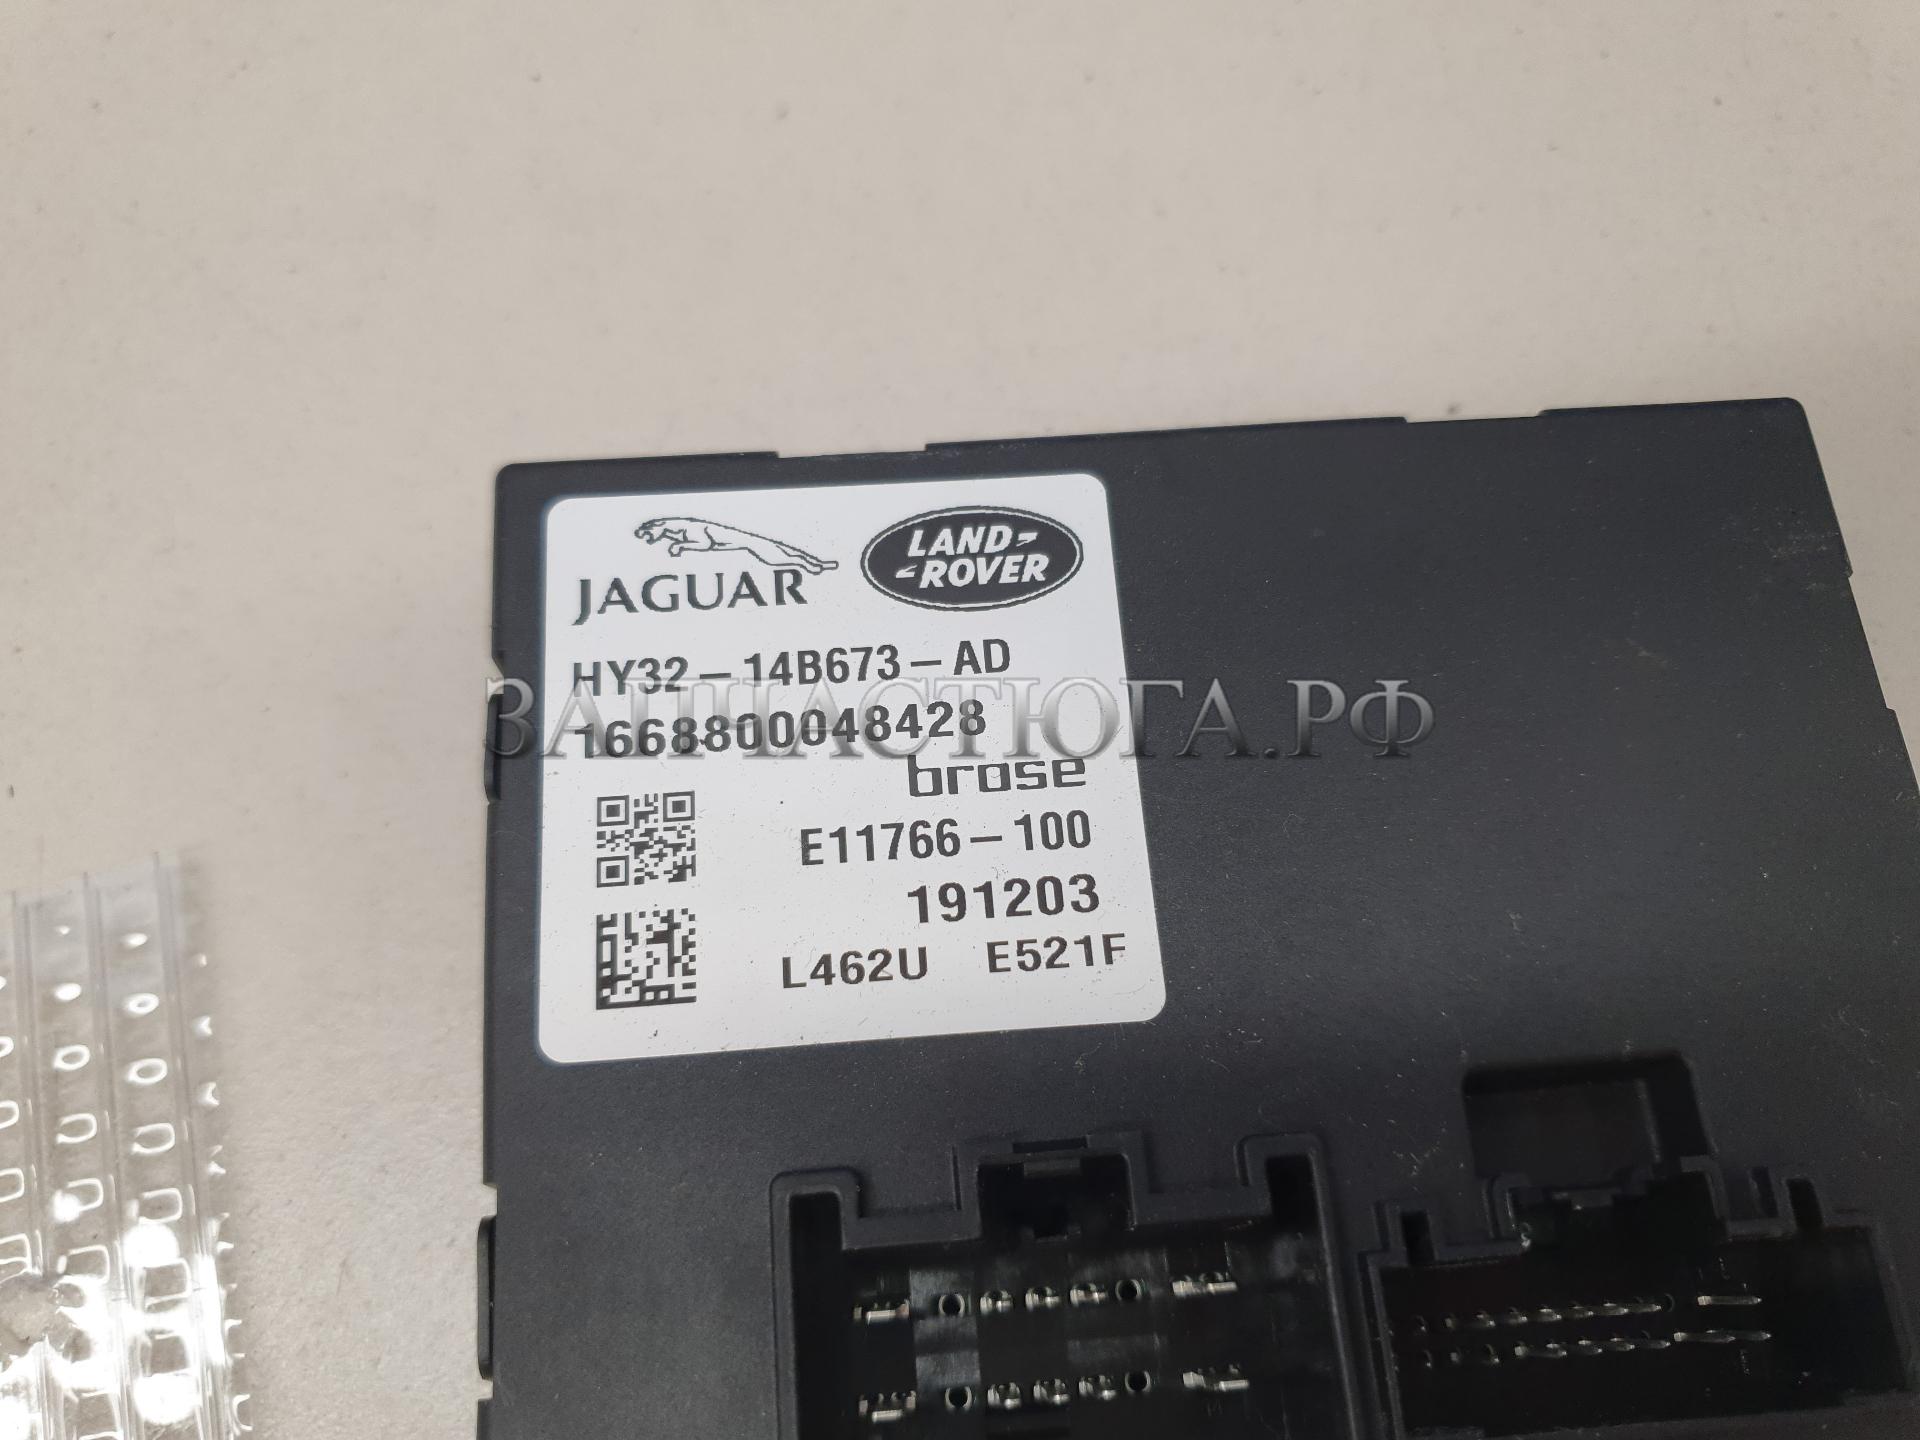 JAGUAR
LAND-
ROVER
HY32-14B673-AD
ЗАПЧАСТЮГА.РФ
1668800048428
brose
E11766-100
191203
L462U E521F